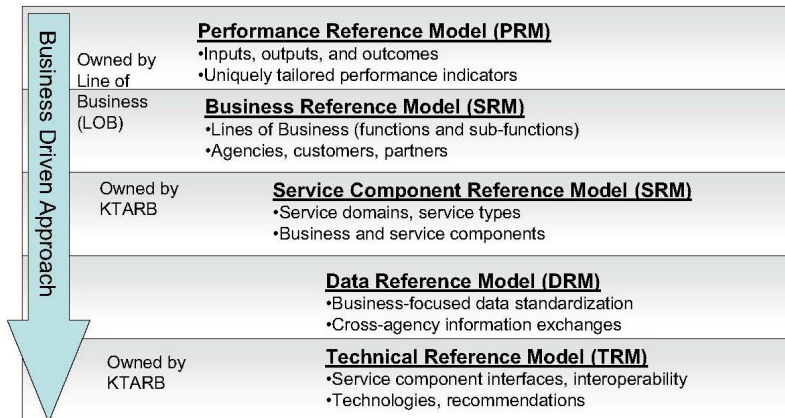 Business Driven Approach
Performance Reference Model (PRM)
•Inputs, outputs, and outcomes
•Uniquely tailored performance indicators
Owned by
Line of
Business
(LOB)
Business Reference Model (SRM)
•Lines of Business (functions and sub-functions)
•Agencies, customers, partners
Owned by
KTARB
Service Component Reference Model (SRM)
•Service domains, service types
•Business and service components
Data Reference Model (DRM)
•Business-focused data standardization
•Cross-agency information exchanges
Owned by
KTARB
Technical Reference Model (TRM)
•Service component interfaces, interoperability
•Technologies, recommendations